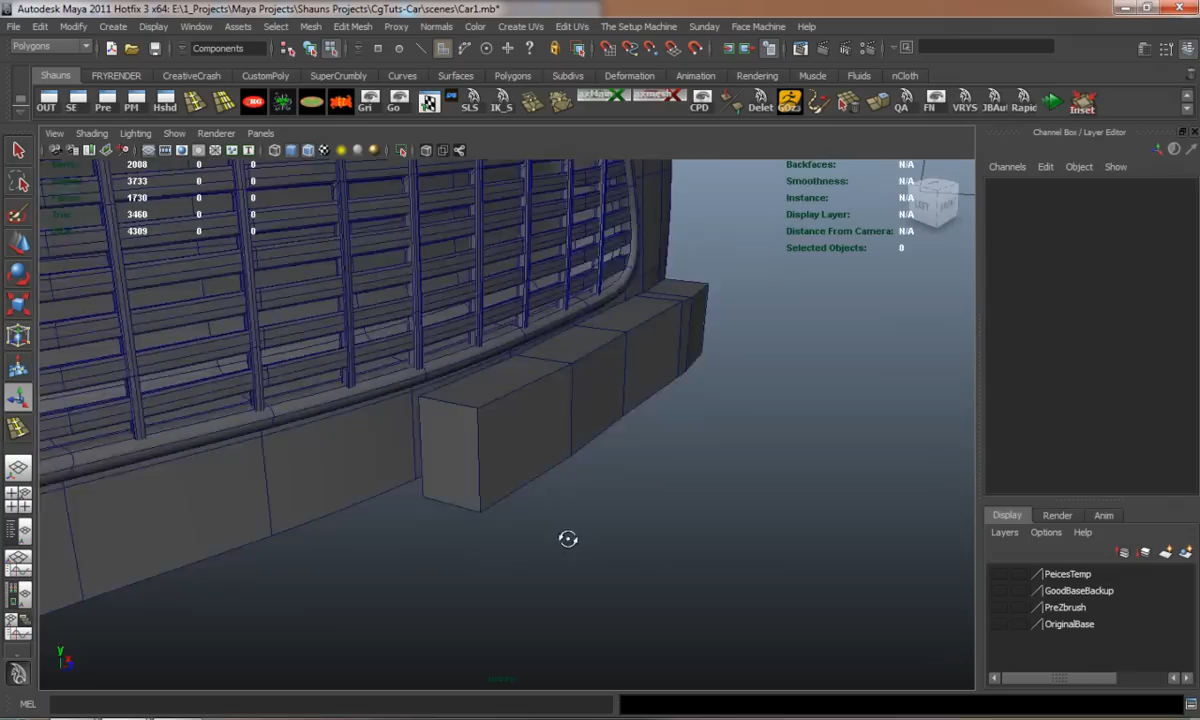 Autodesk Maya 2011 Hotfix 3 x64: E:\1_Projects\Maya Projects\Shauns Projects\CgTuts-Car\scenes\Car1.mb*
File Edit Modify Create Display Window Assets Select Mesh Edit Mesh Proxy Normals Color Create UVs Edit UVs The Setup Machine Sunday Face Machine Help
Polygons Components
Shauns FRYRENDER CreativeCrash CustomPoly SuperCrumbly Curves Surfaces Polygons Subdivs Deformation Animation Rendering Muscle Fluids nCloth
OUT SE Pre PM Hshd Gri Go SLS IK_S CPD Delet GOz QA FN VRYS JBAu Rapic Inset
View Shading Lighting Show Renderer Panels
Channel Box / Layer Editor
Channels Edit Object Show
2008 0 0
3733 0 0
1730 0 0
3460 0 0
4309 0 0
Backfaces: N/A
Smoothness: N/A
Instance: N/A
Display Layer: N/A
Distance From Camera: N/A
Selected Objects: 0
Display Render Anim
Layers Options Help
PeicesTemp
GoodBaseBackup
PreZbrush
OriginalBase
y
MEL